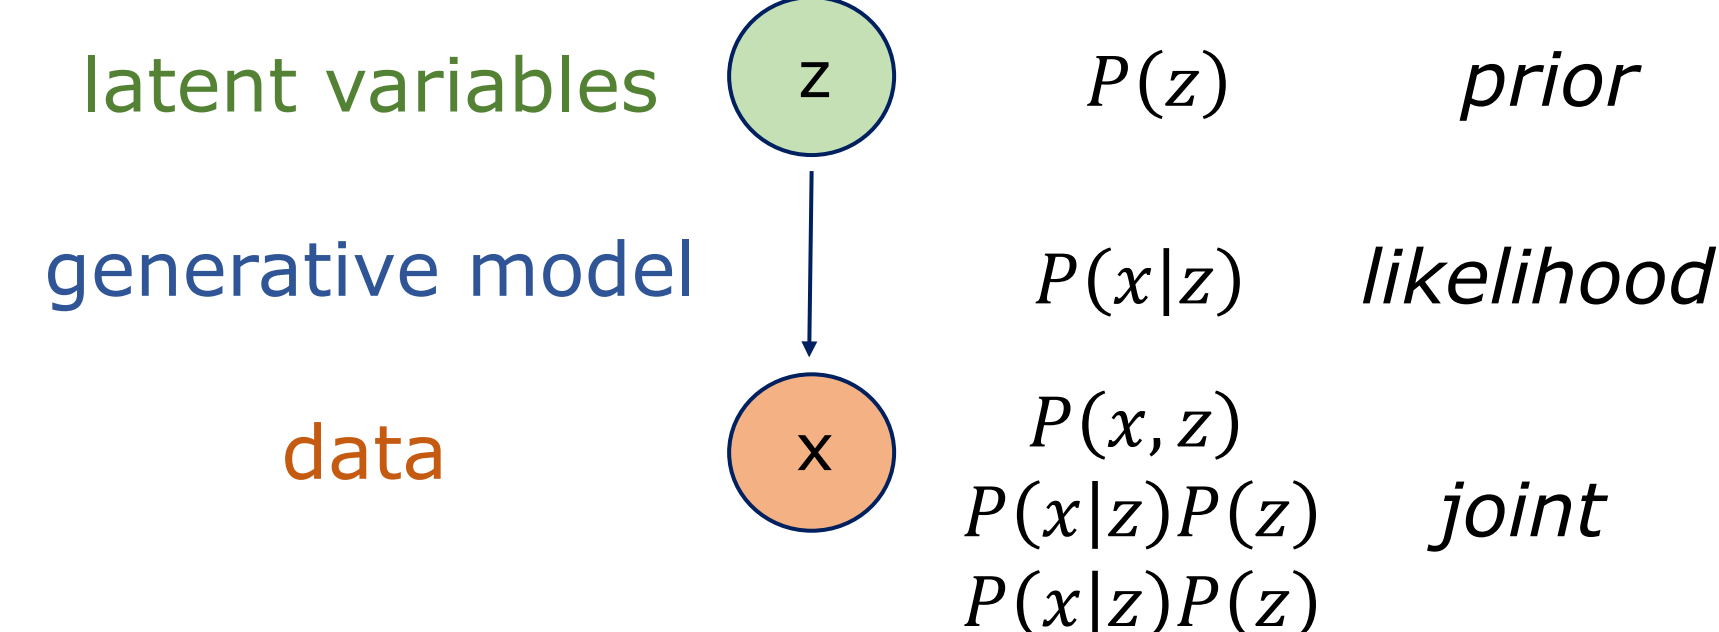 latent variables z P(z) prior
generative model P(x|z) likelihood
P(x, z)
data x
P(x|z)P(z) joint
P(x|z)P(z)